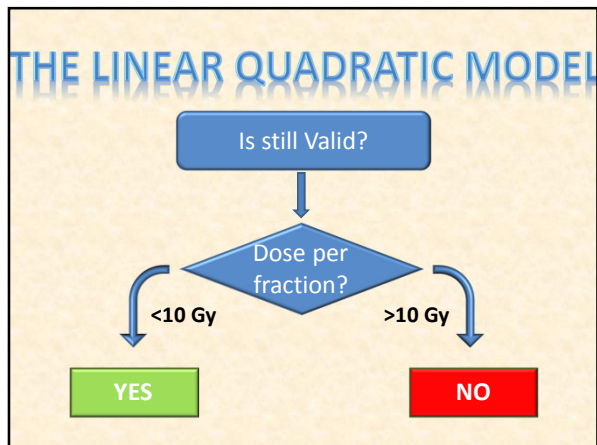 THE LINEAR QUADRATIC MODEL
Is still Valid?
Dose per
fraction?
<10 Gy
>10 Gy
YES
NO